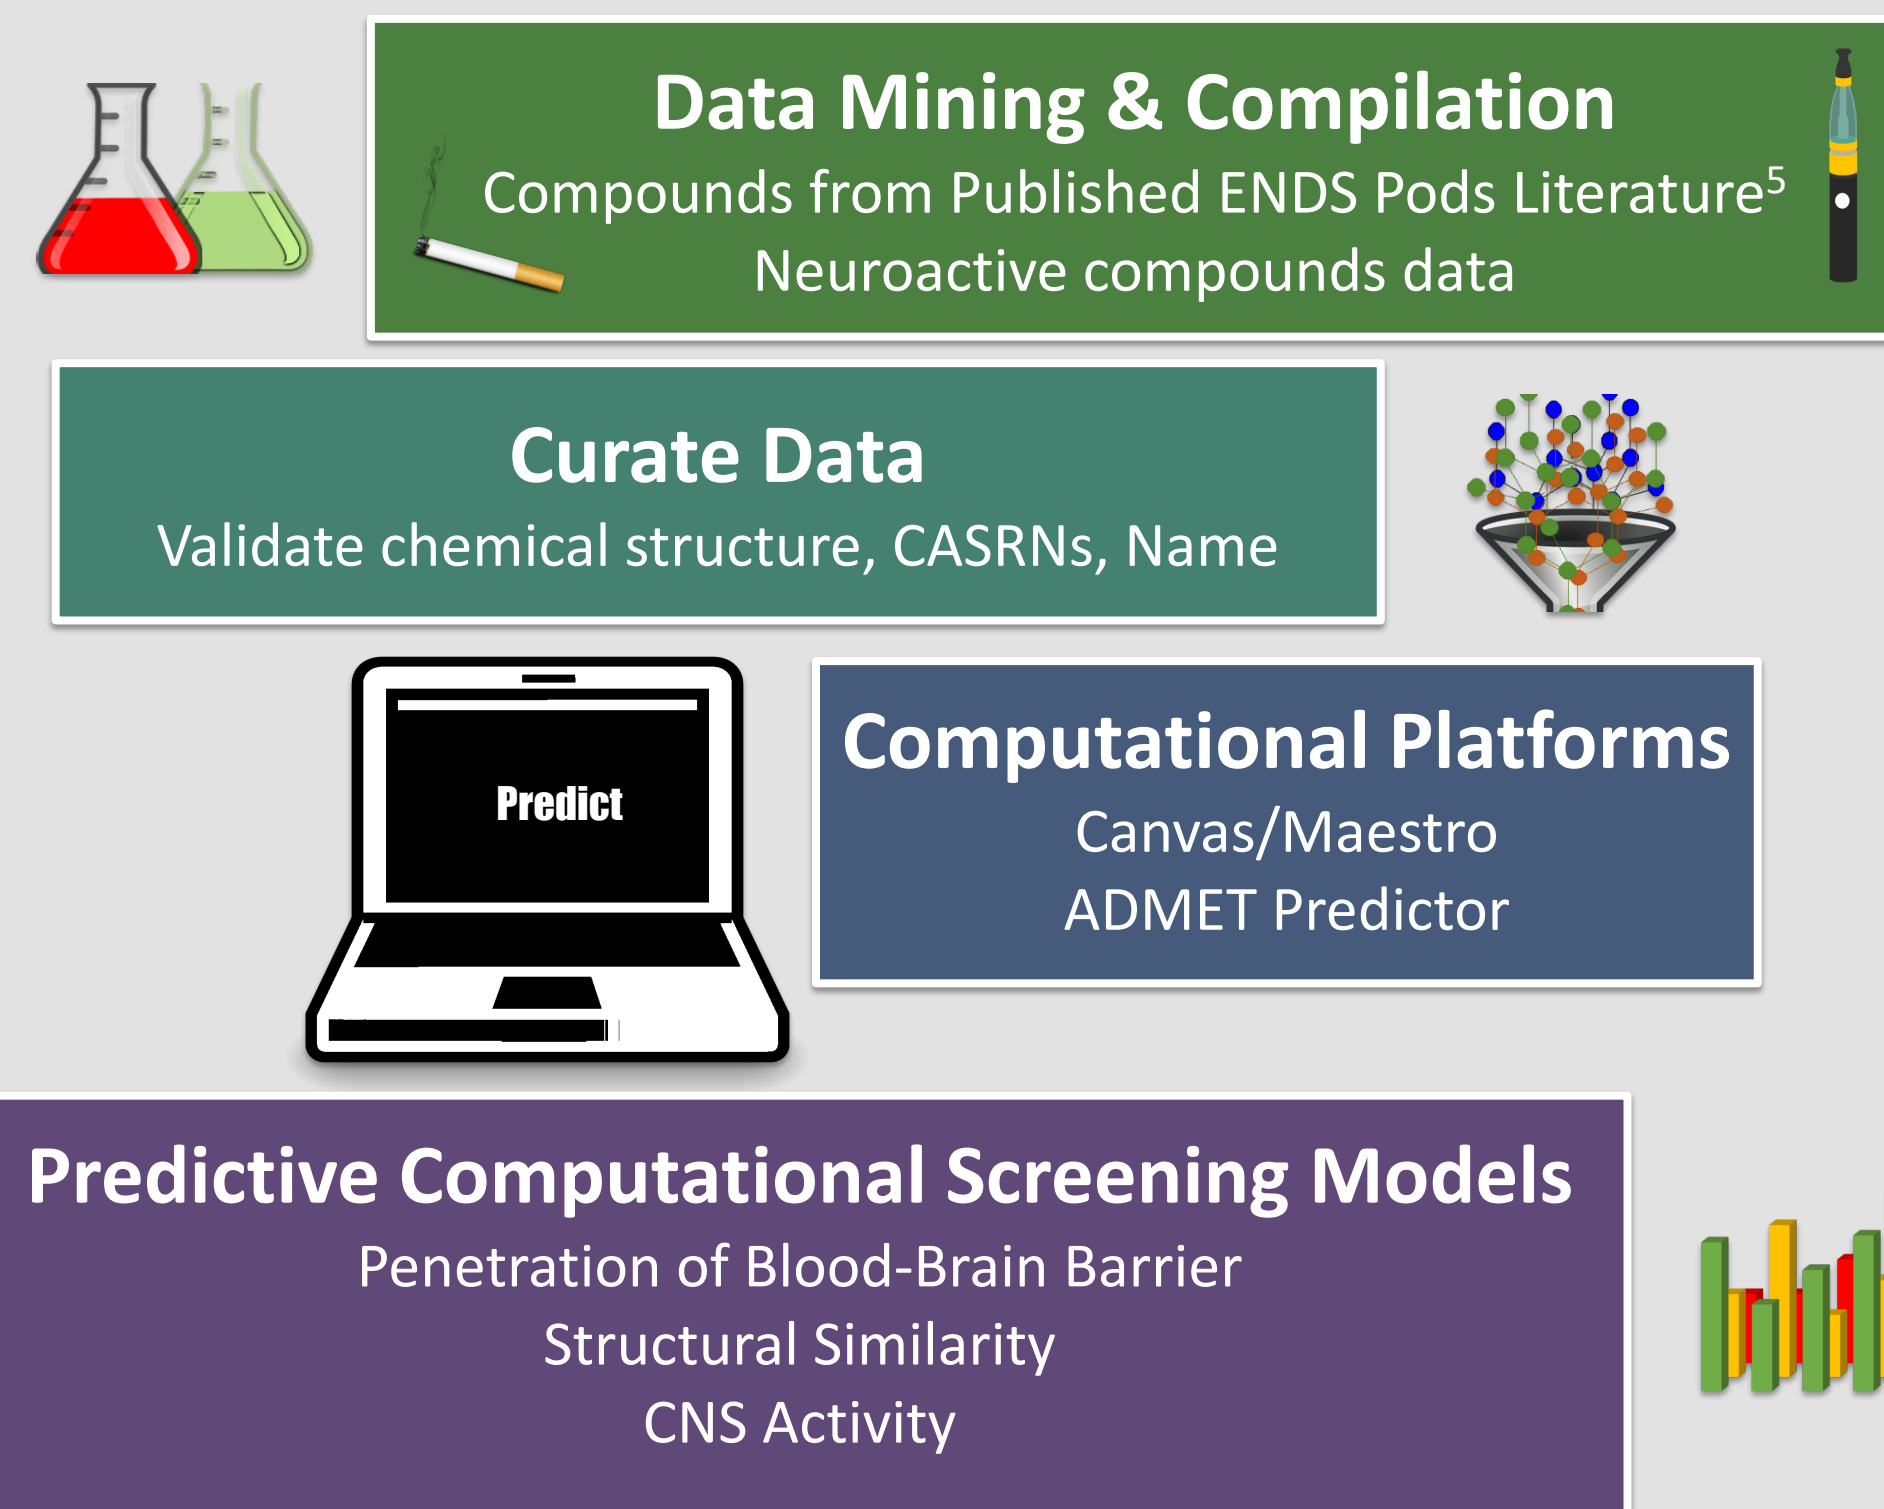 Data Mining & Compilation
Compounds from Published ENDS Pods Literature⁵
Neuroactive compounds data
Curate Data
Validate chemical structure, CASRNs, Name
Predict
Computational Platforms
Canvas/Maestro
ADMET Predictor
Predictive Computational Screening Models
Penetration of Blood-Brain Barrier
Structural Similarity
CNS Activity